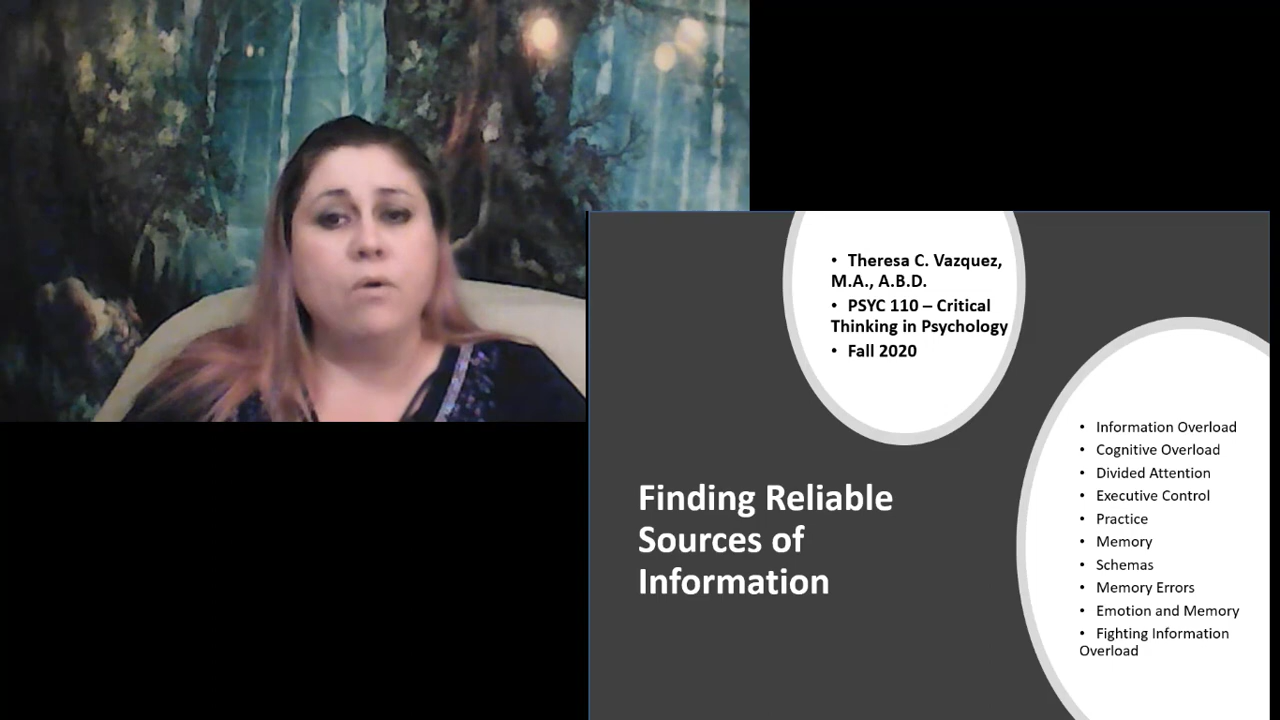 • Theresa C. Vazquez,
M.A., A.B.D.
• PSYC 110 – Critical
Thinking in Psychology
• Fall 2020
Finding Reliable
Sources of
Information
• Information Overload
• Cognitive Overload
• Divided Attention
• Executive Control
• Practice
• Memory
• Schemas
• Memory Errors
• Emotion and Memory
• Fighting Information
Overload